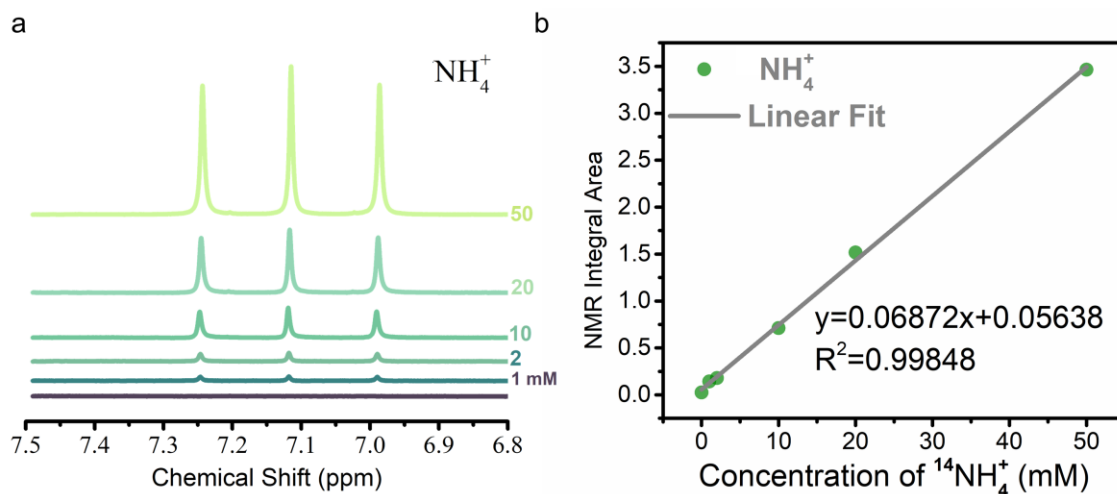 a
NH₄⁺
50
20
10
2
1 mM
7.5 7.4 7.3 7.2 7.1 7.0 6.9 6.8
Chemical Shift (ppm)
b
3.5
3.0
2.5
2.0
1.5
1.0
0.5
0.0
NMR Integral Area
NH₄⁺
Linear Fit
y=0.06872x+0.05638
R²=0.99848
0 10 20 30 40 50
Concentration of ¹⁴NH₄⁺ (mM)